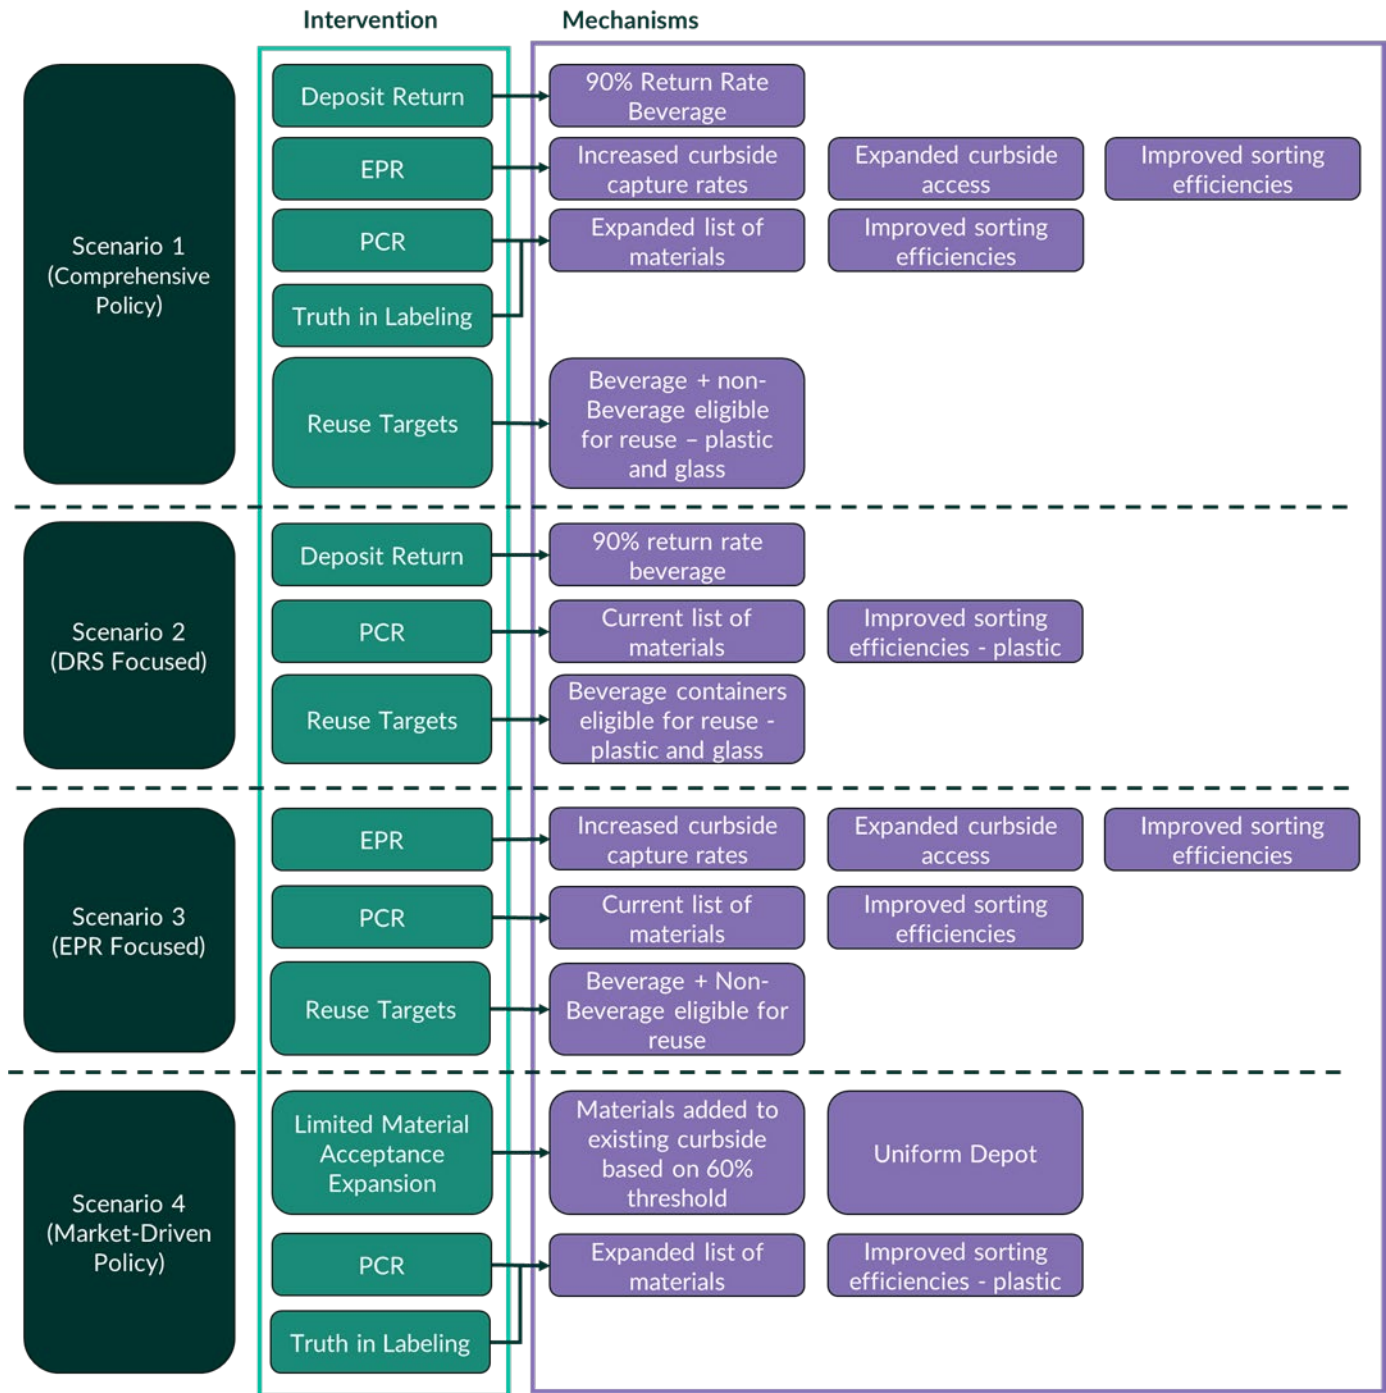 Intervention
Mechanisms
Scenario 1
(Comprehensive
Policy)
Deposit Return
90% Return Rate
Beverage
EPR
Increased curbside
capture rates
Expanded curbside
access
Improved sorting
efficiencies
PCR
Expanded list of
materials
Improved sorting
efficiencies
Truth in Labeling
Reuse Targets
Beverage + non-
Beverage eligible
for reuse – plastic
and glass
Scenario 2
(DRS Focused)
Deposit Return
90% return rate
beverage
PCR
Current list of
materials
Improved sorting
efficiencies - plastic
Reuse Targets
Beverage containers
eligible for reuse -
plastic and glass
Scenario 3
(EPR Focused)
EPR
Increased curbside
capture rates
Expanded curbside
access
Improved sorting
efficiencies
PCR
Current list of
materials
Improved sorting
efficiencies
Reuse Targets
Beverage + Non-
Beverage eligible for
reuse
Scenario 4
(Market-Driven
Policy)
Limited Material
Acceptance
Expansion
Materials added to
existing curbside
based on 60%
threshold
Uniform Depot
PCR
Expanded list of
materials
Improved sorting
efficiencies - plastic
Truth in Labeling